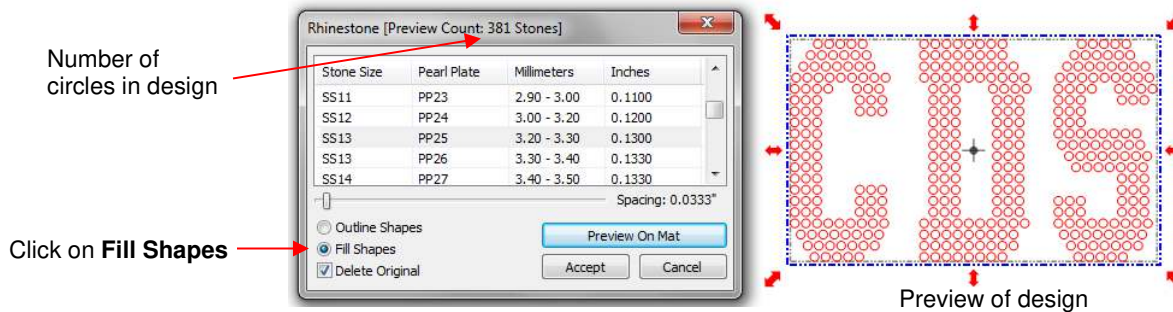 Number of
circles in design
Click on Fill Shapes
Rhinestone [Preview Count: 381 Stones]
Stone Size Pearl Plate Millimeters Inches
SS11 PP23 2.90 - 3.00 0.1100
SS12 PP24 3.00 - 3.20 0.1200
SS13 PP25 3.20 - 3.30 0.1300
SS13 PP26 3.30 - 3.40 0.1330
SS14 PP27 3.40 - 3.50 0.1330
Spacing: 0.0333"
Outline Shapes
Fill Shapes
Delete Original
Preview On Mat
Accept Cancel
CDS
Preview of design